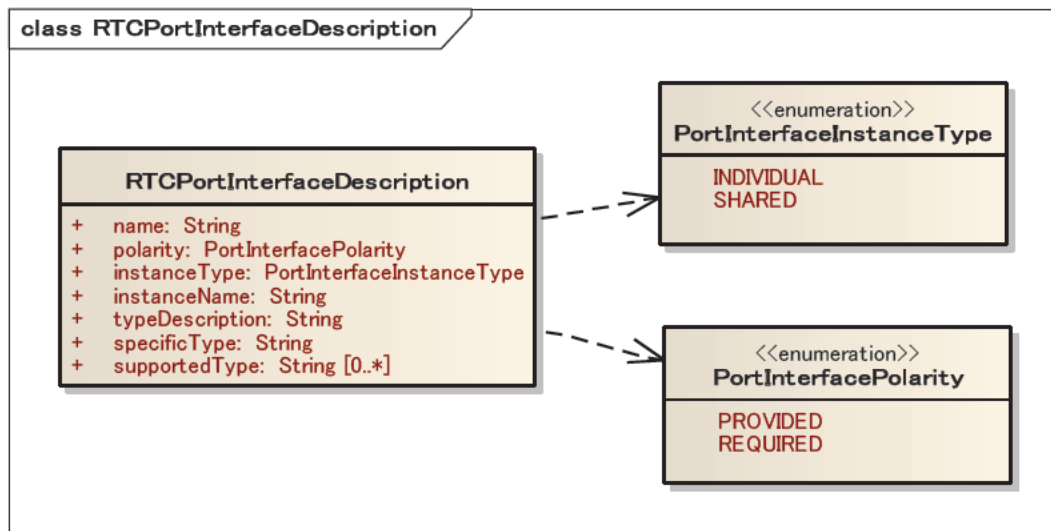 class RTCPortInterfaceDescription
RTCPortInterfaceDescription
+ name: String
+ polarity: PortInterfacePolarity
+ instanceType: PortInterfaceInstanceType
+ instanceName: String
+ typeDescription: String
+ specificType: String
+ supportedType: String [0..*]
<<enumeration>>
PortInterfaceInstanceType
INDIVIDUAL
SHARED
<<enumeration>>
PortInterfacePolarity
PROVIDED
REQUIRED